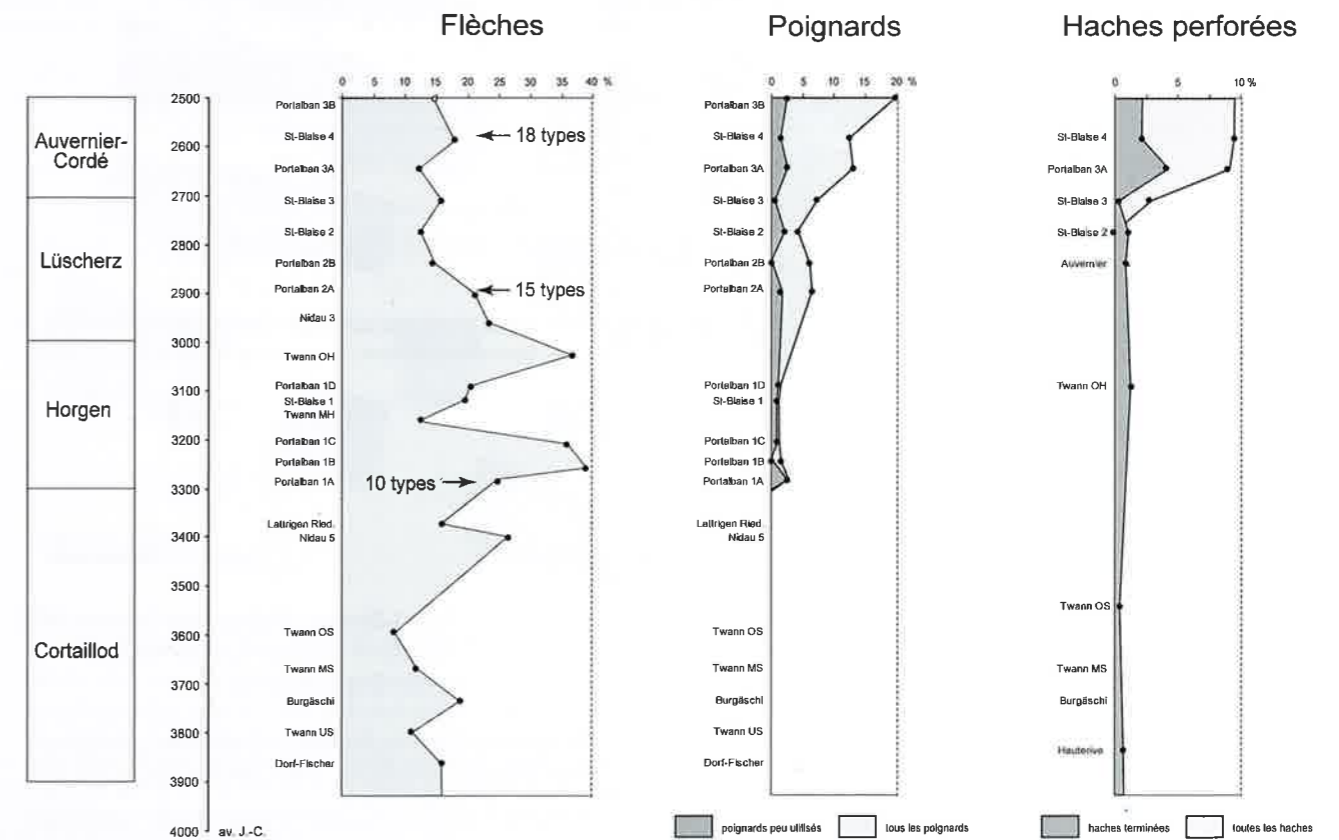 Flèches
Poignards
Haches perforées
0 5 10 15 20 25 30 35 40 %
0 5 10 15 20 %
0 5 10 %
2500
2600
2700
2800
2900
3000
3100
3200
3300
3400
3500
3600
3700
3800
3900
4000 av. J.-C.
Auvernier-
Cordé
Lüscherz
Horgen
Cortaillod
Portalban 3B
St-Blaise 4
Portalban 3A
St-Blaise 3
St-Blaise 2
Portalban 2B
Portalban 2A
Nidau 3
Twann OH
Portalban 1D
St-Blaise 1
Twann MH
Portalban 1C
Portalban 1B
Portalban 1A
Lattrigen Ried.
Nidau 5
Twann OS
Twann MS
Burgäschi
Twann US
Dorf-Fischer
18 types
15 types
10 types
Portalban 3B
St-Blaise 4
Portalban 3A
St-Blaise 3
St-Blaise 2
Portalban 2B
Portalban 2A
Portalban 1D
St-Blaise 1
Portalban 1C
Portalban 1B
Portalban 1A
Lattrigen Ried.
Nidau 5
Twann OS
Twann MS
Burgäschi
Twann US
Dorf-Fischer
St-Blaise 4
Portalban 3A
St-Blaise 3
St-Blaise 2
Auvernier
Twann OH
Twann OS
Twann MS
Burgäschi
Hauterive
poignards peu utilisés
tous les poignards
haches terminées
toutes les haches